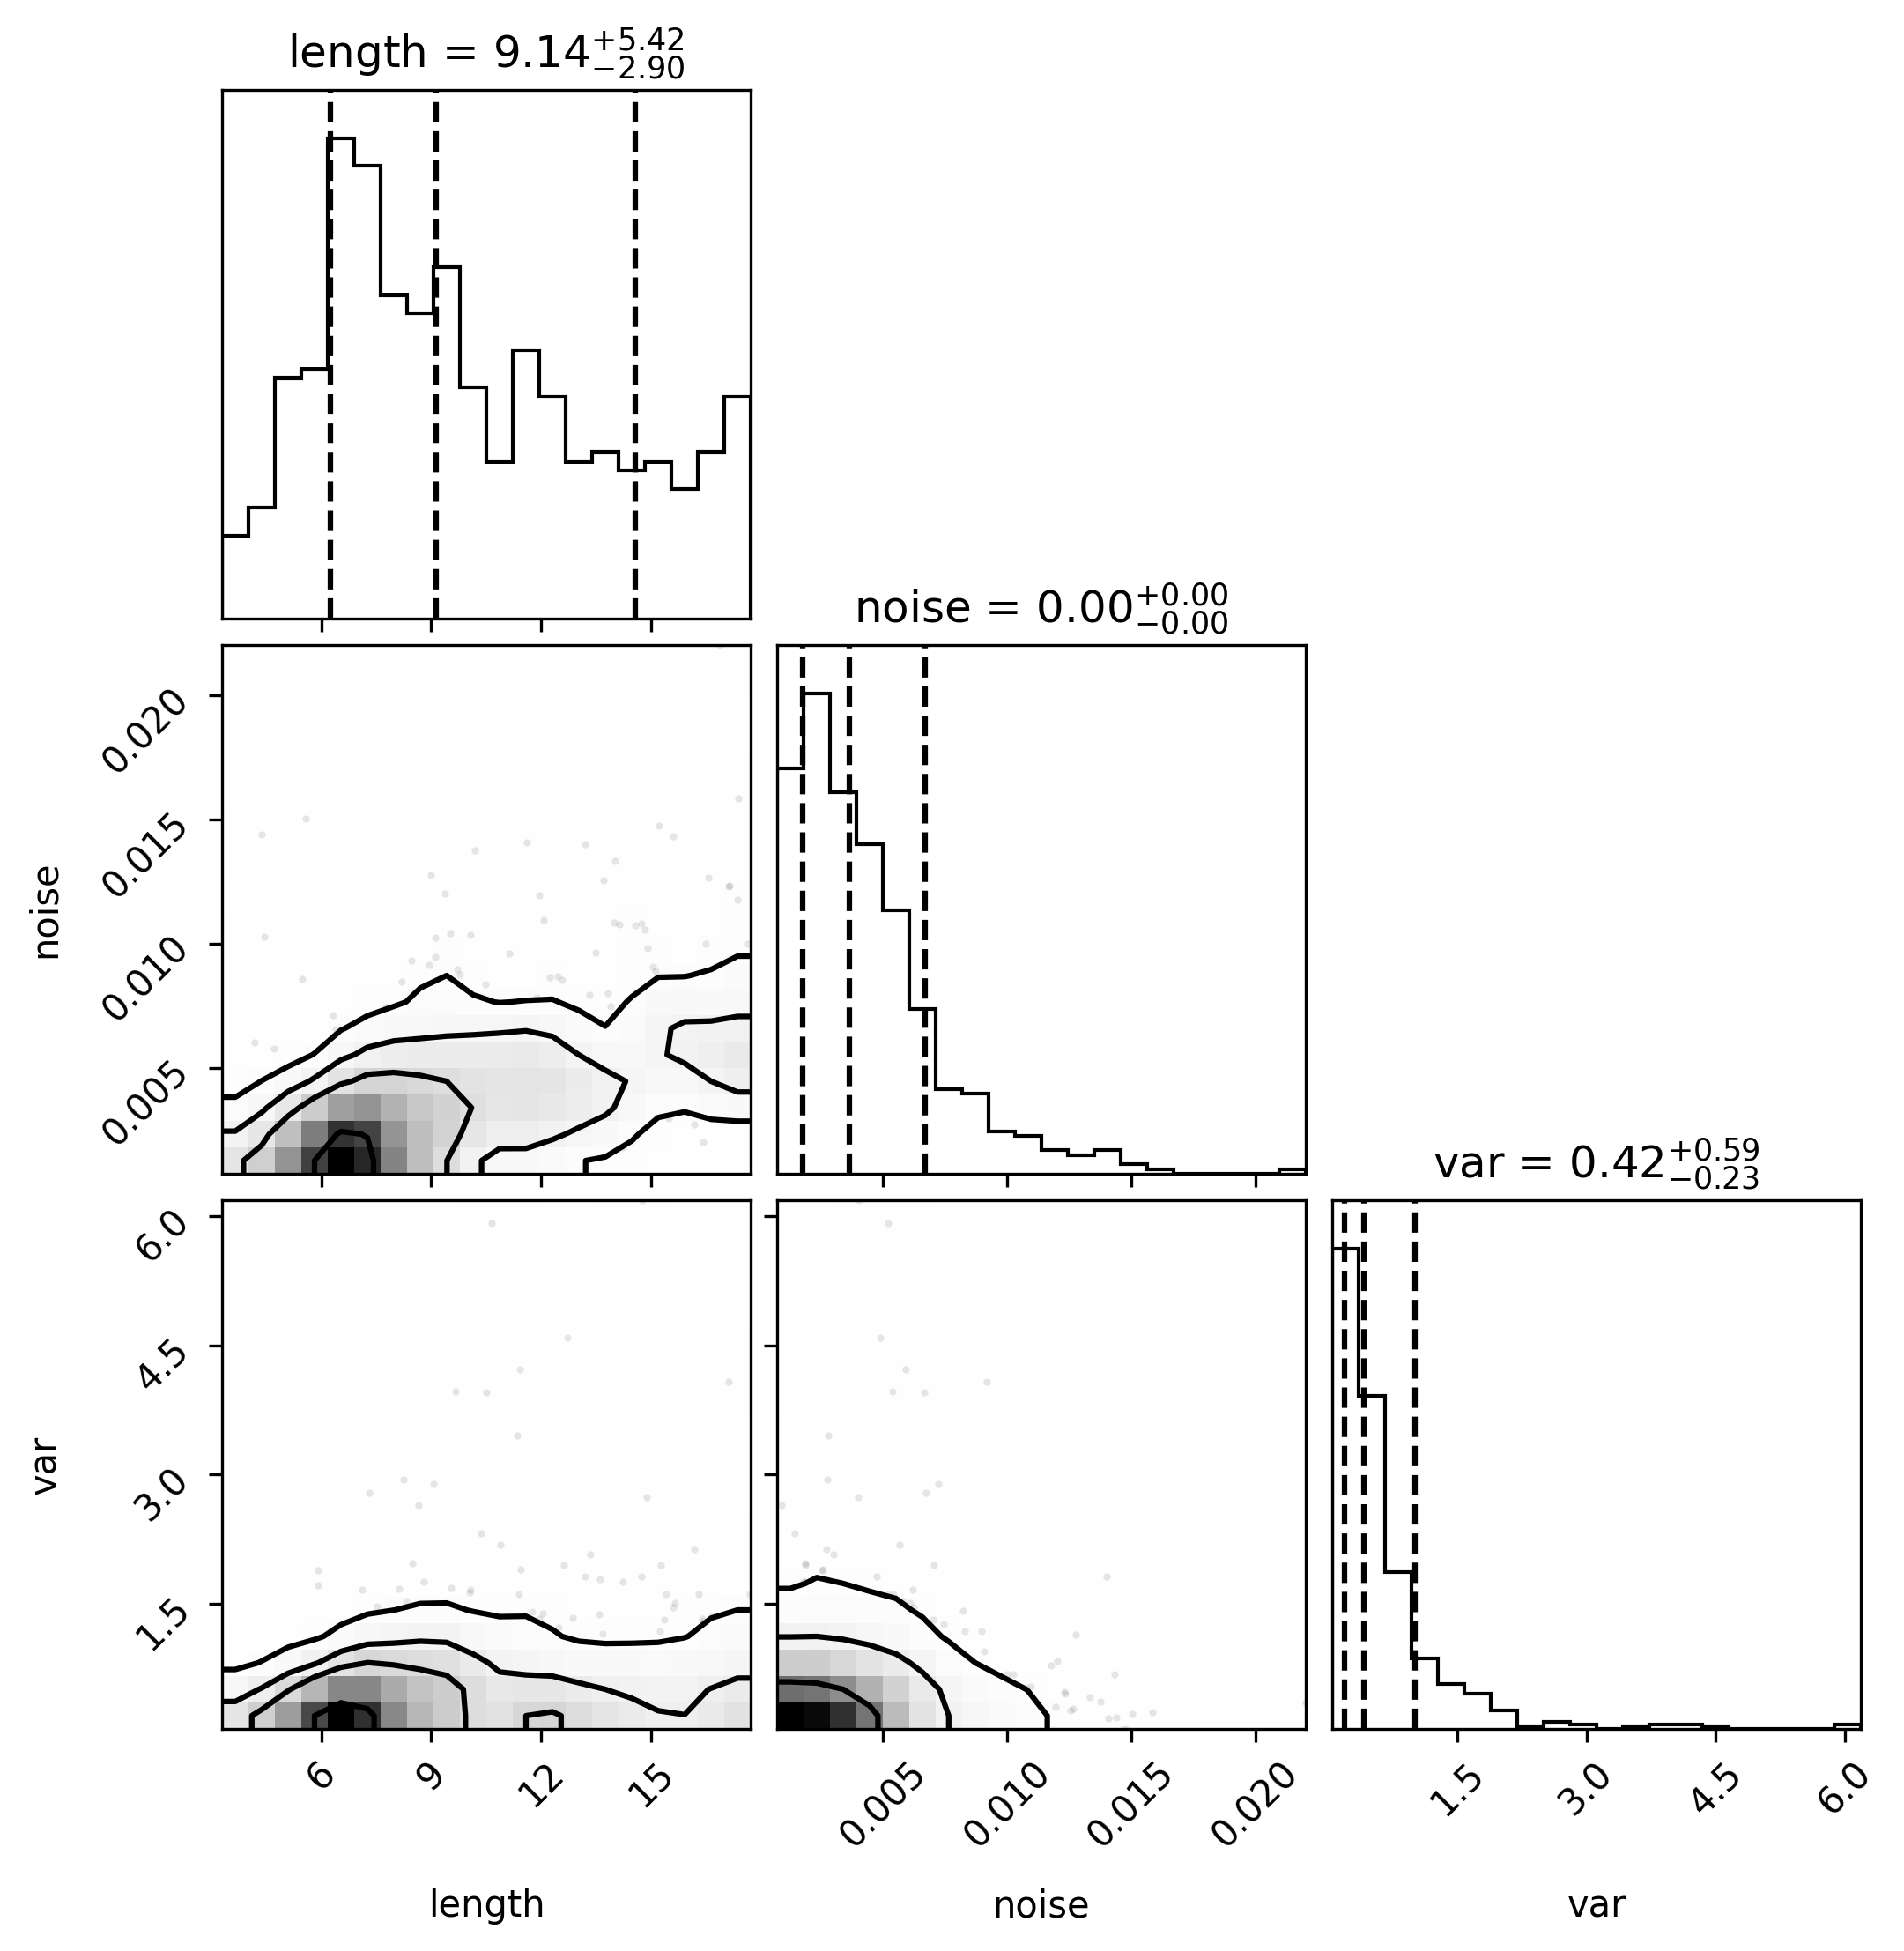 length = 9.14+5.42−2.90
noise = 0.00+0.00−0.00
0.020
0.015
0.010
0.005
noise
var = 0.42+0.59−0.23
6.0
4.5
3.0
1.5
var
6 9 12 15
0.005 0.010 0.015 0.020
1.5 3.0 4.5 6.0
length noise var